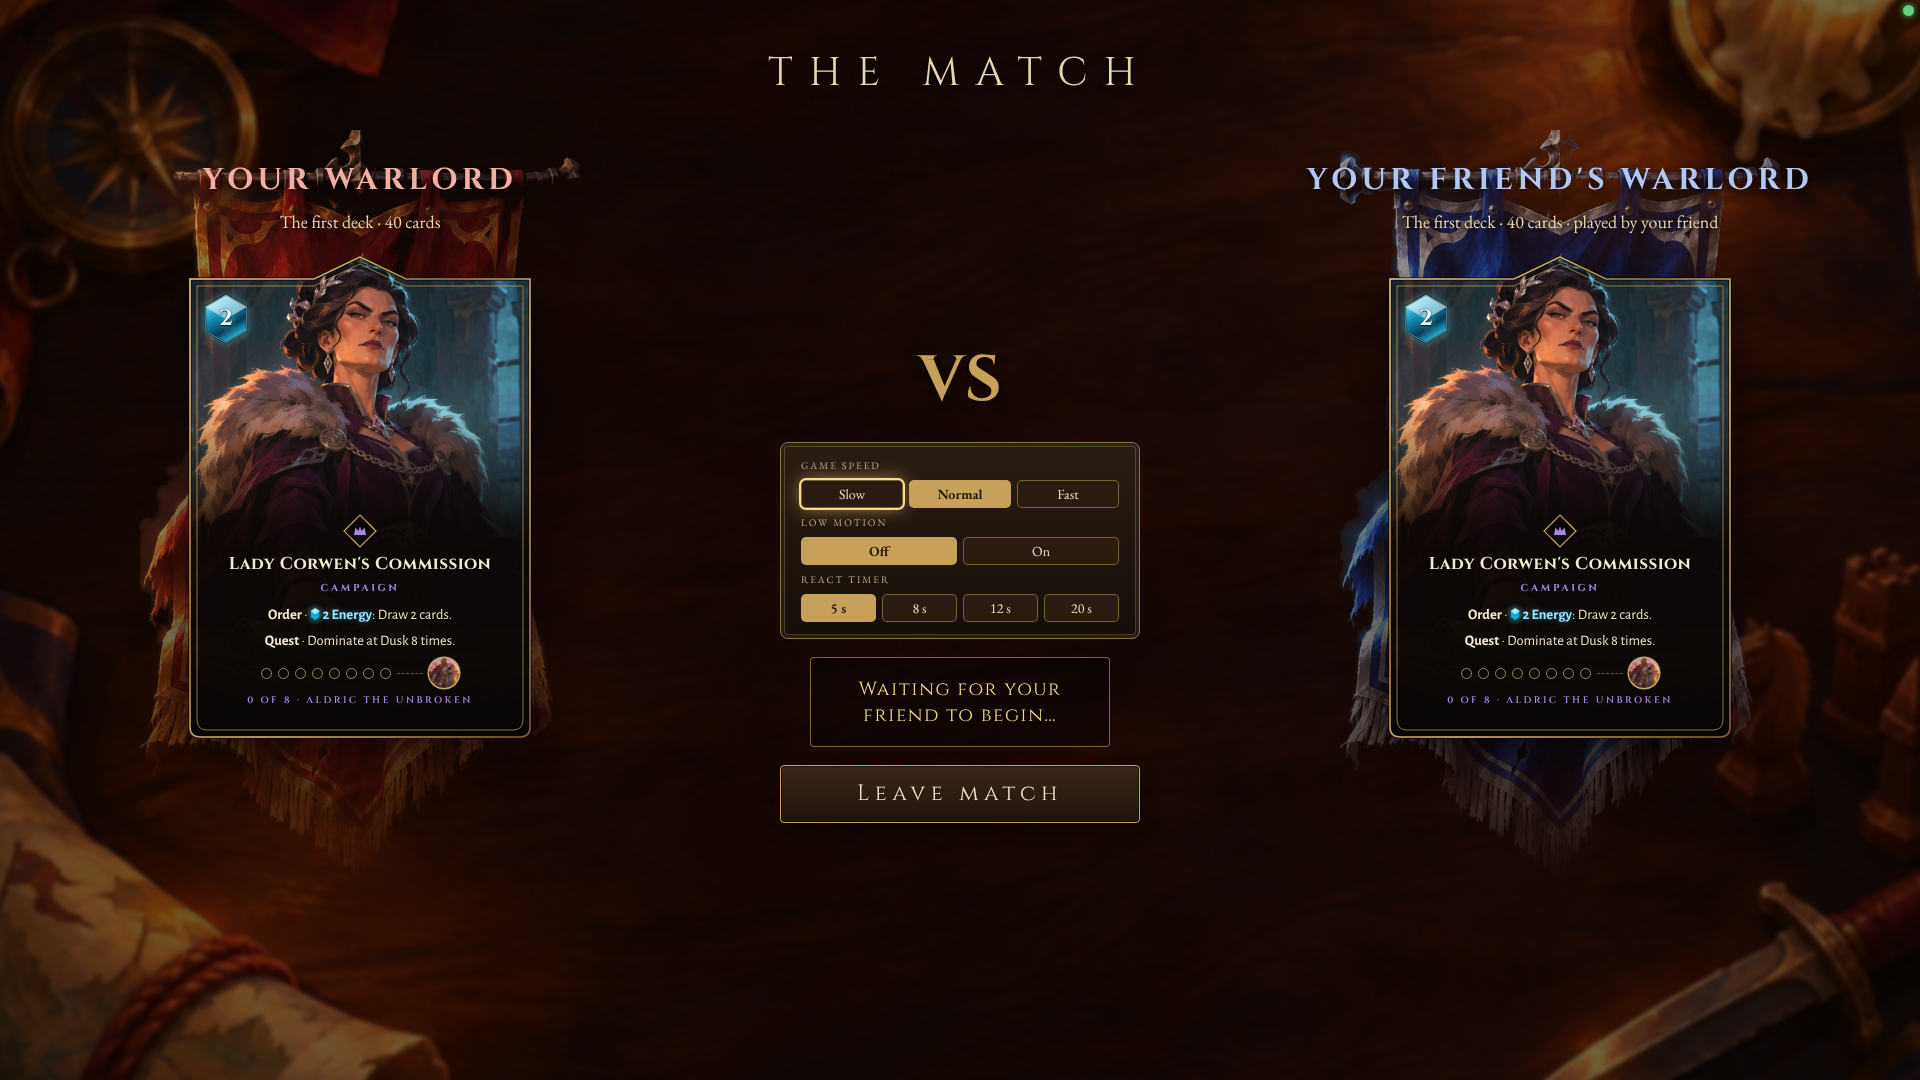 THE MATCH
YOUR WARLORD
The first deck · 40 cards
2
LADY CORWEN'S COMMISSION
CAMPAIGN
Order · 2 Energy: Draw 2 cards.
Quest · Dominate at Dusk 8 times.
0 OF 8 · ALDRIC THE UNBROKEN
VS
GAME SPEED
Slow Normal Fast
LOW MOTION
Off On
REACT TIMER
5 s 8 s 12 s 20 s
WAITING FOR YOUR
FRIEND TO BEGIN...
LEAVE MATCH
YOUR FRIEND'S WARLORD
The first deck · 40 cards · played by your friend
2
LADY CORWEN'S COMMISSION
CAMPAIGN
Order · 2 Energy: Draw 2 cards.
Quest · Dominate at Dusk 8 times.
0 OF 8 · ALDRIC THE UNBROKEN